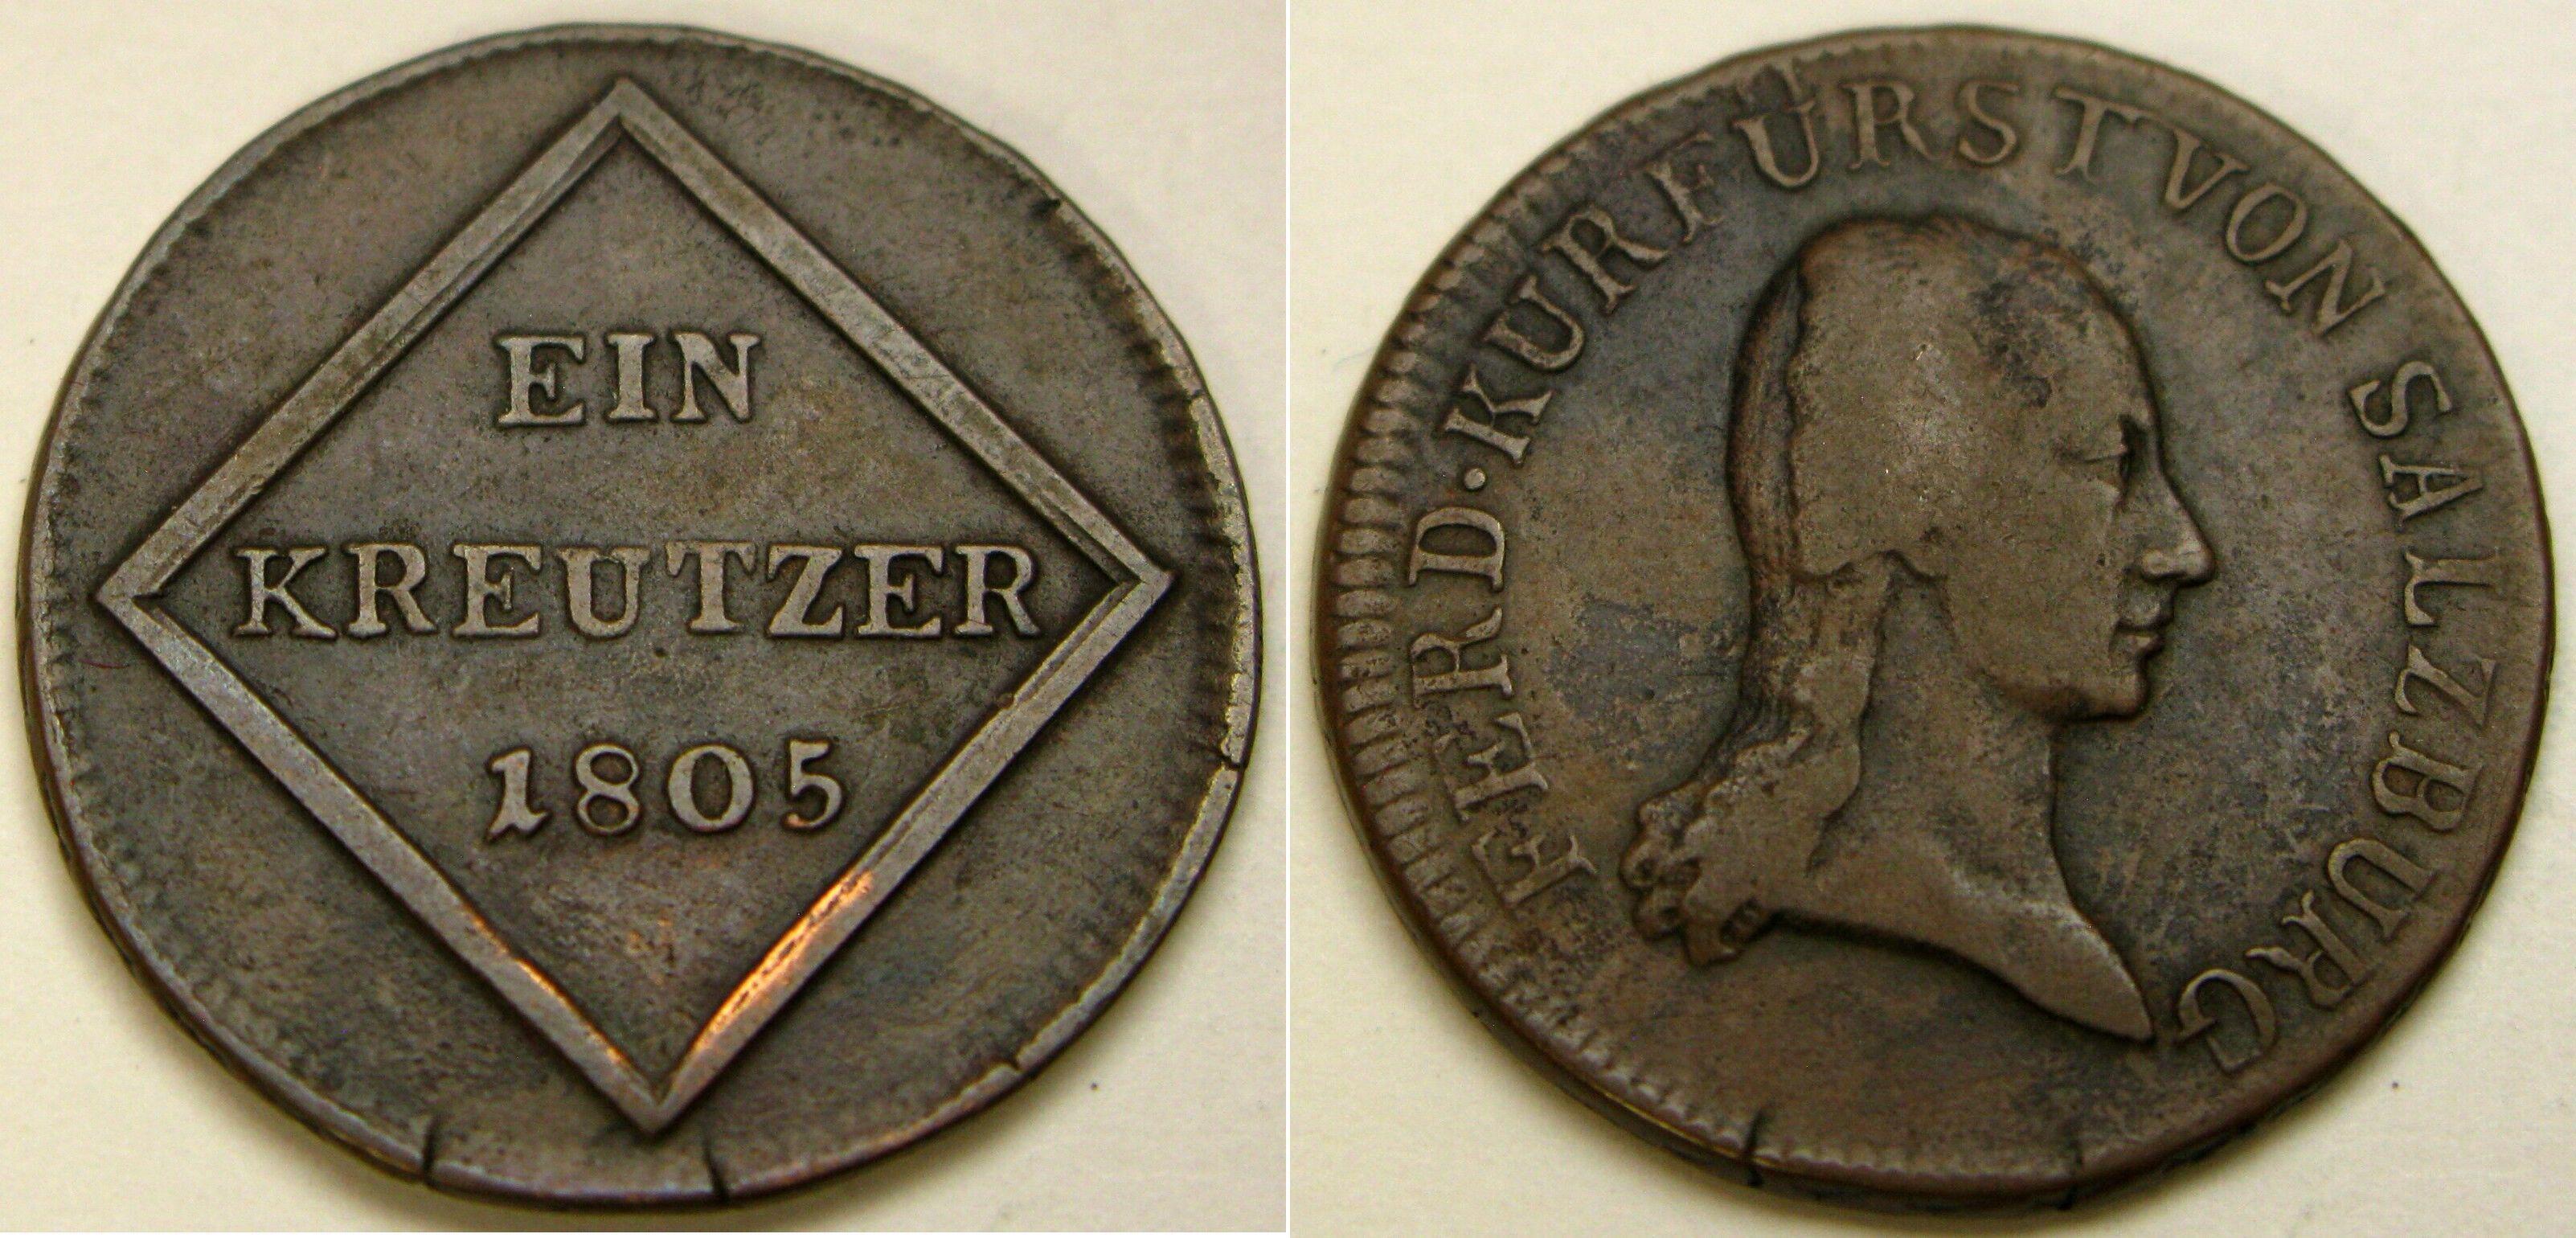 EIN
KREUTZER
1805
FERD·KURFURST VON SALZBURG